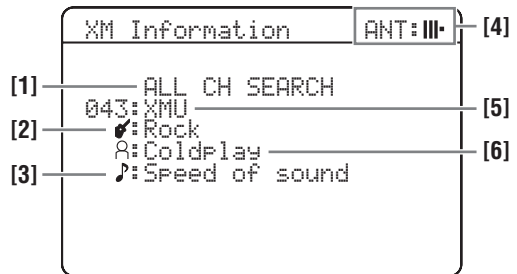 XM Information ANT: [4]
[1] ALL CH SEARCH
043:XMU [5]
[2] :Rock
:Coldplay [6]
[3] :Speed of sound